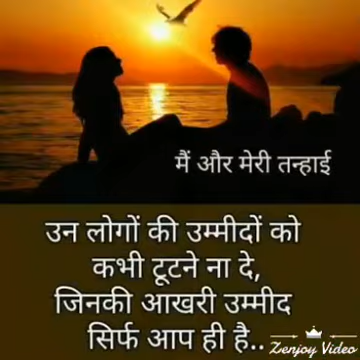 मैं और मेरी तन्हाई
उन लोगों की उम्मीदों को
कभी टूटने ना दे,
जिनकी आखरी उम्मीद
सिर्फ आप ही है..
Zenjoy Video